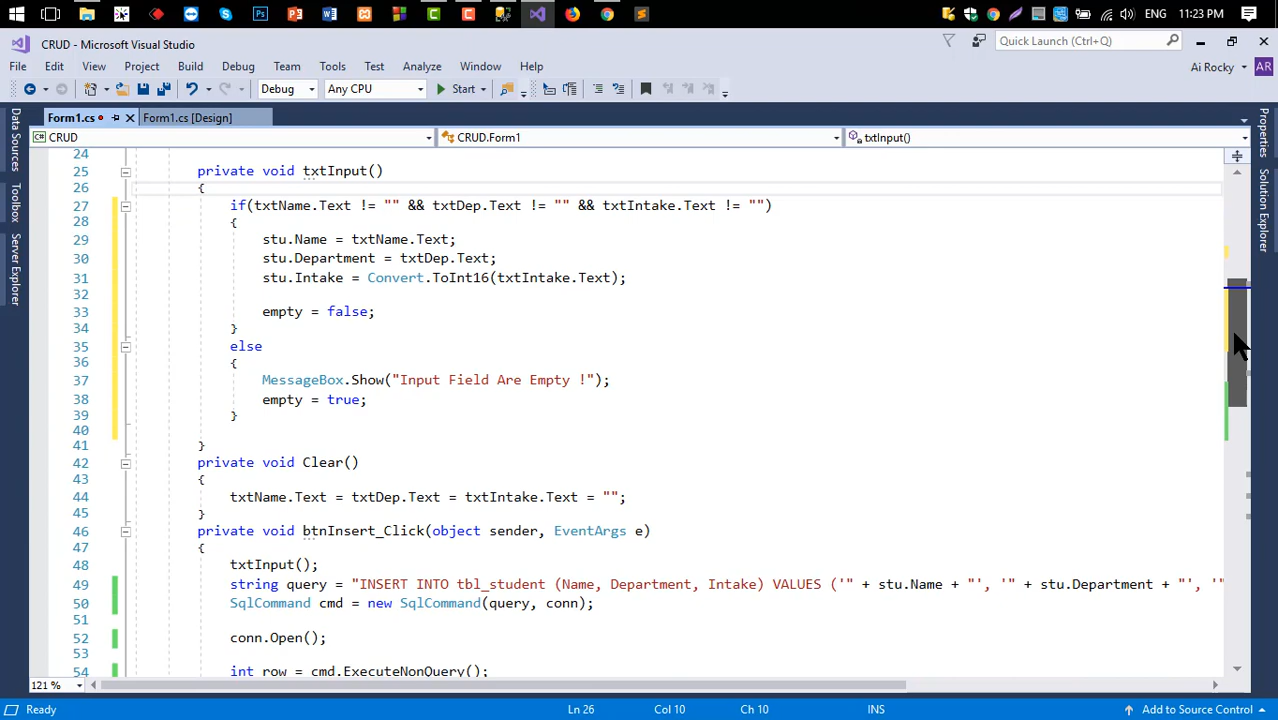 ENG 11:23 PM
CRUD - Microsoft Visual Studio
Quick Launch (Ctrl+Q)
File Edit View Project Build Debug Team Tools Test Analyze Window Help
Ai Rocky AR
Debug Any CPU Start
Form1.cs Form1.cs [Design]
CRUD CRUD.Form1 txtInput()
Data Sources
Toolbox
Server Explorer
Properties
Solution Explorer
24
25 private void txtInput()
26 {
27 if(txtName.Text != "" && txtDep.Text != "" && txtIntake.Text != "")
28 {
29 stu.Name = txtName.Text;
30 stu.Department = txtDep.Text;
31 stu.Intake = Convert.ToInt16(txtIntake.Text);
32
33 empty = false;
34 }
35 else
36 {
37 MessageBox.Show("Input Field Are Empty !");
38 empty = true;
39 }
40
41 }
42 private void Clear()
43 {
44 txtName.Text = txtDep.Text = txtIntake.Text = "";
45 }
46 private void btnInsert_Click(object sender, EventArgs e)
47 {
48 txtInput();
49 string query = "INSERT INTO tbl_student (Name, Department, Intake) VALUES ('" + stu.Name + "', '" + stu.Department + "', '"
50 SqlCommand cmd = new SqlCommand(query, conn);
51
52 conn.Open();
53
54 int row = cmd.ExecuteNonQuery();
121 %
Ready Ln 26 Col 10 Ch 10 INS Add to Source Control